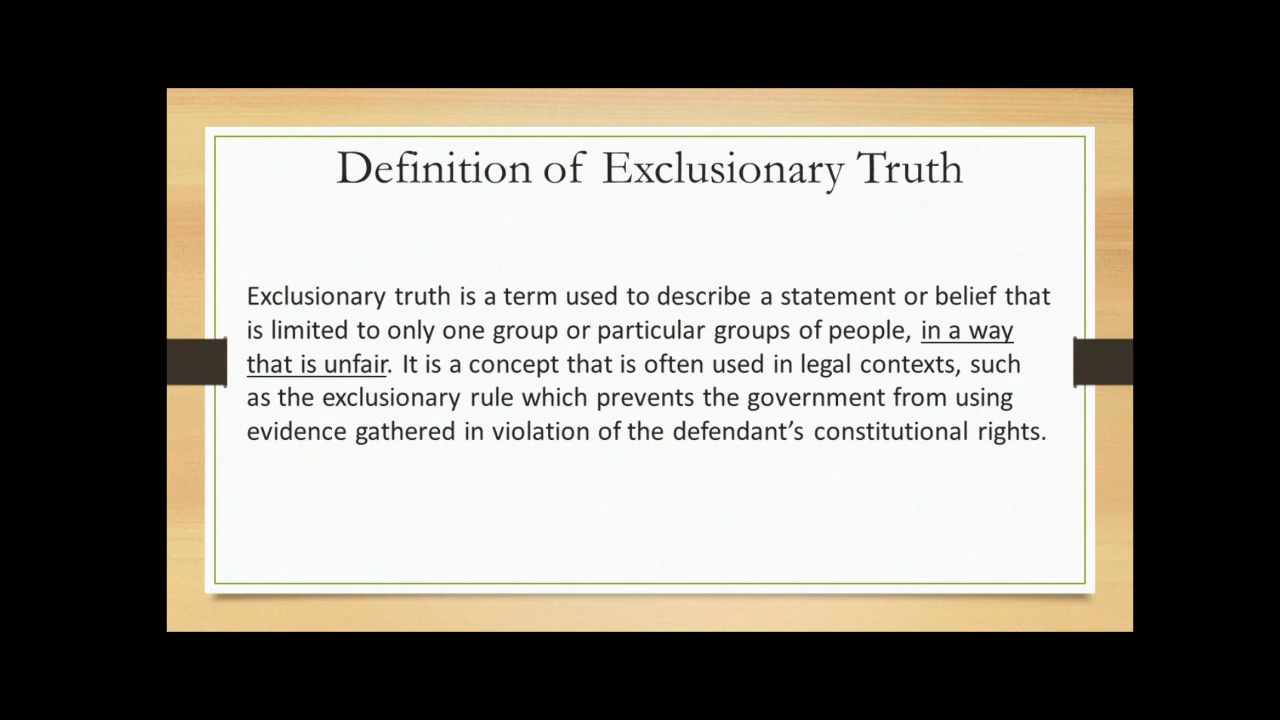 Definition of Exclusionary Truth
Exclusionary truth is a term used to describe a statement or belief that
is limited to only one group or particular groups of people, in a way
that is unfair. It is a concept that is often used in legal contexts, such
as the exclusionary rule which prevents the government from using
evidence gathered in violation of the defendant’s constitutional rights.